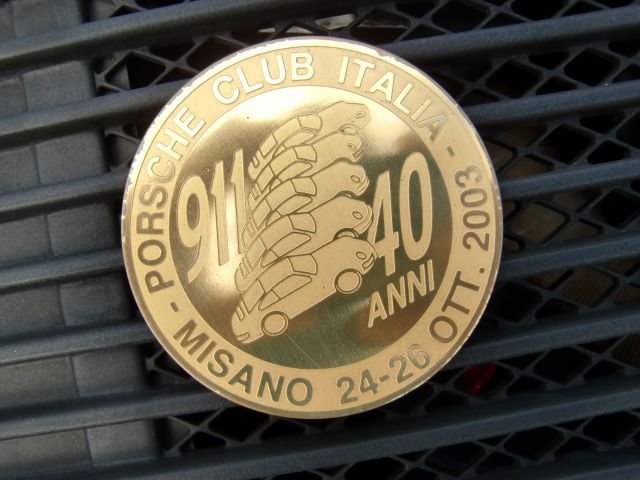 PORSCHE CLUB ITALIA
911
40
ANNI
- MISANO 24-26 OTT. 2003 -